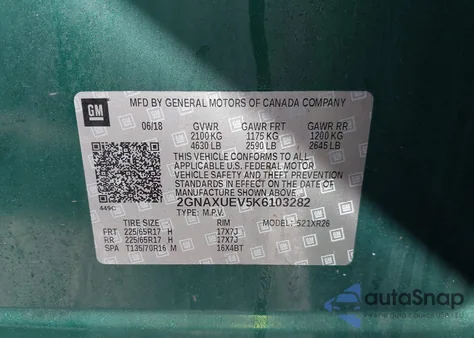 GM
MFD BY GENERAL MOTORS OF CANADA COMPANY
06/18 GVWR GAWR FRT GAWR RR
2100 KG 1175 KG 1200 KG
4630 LB 2590 LB 2645 LB
THIS VEHICLE CONFORMS TO ALL
APPLICABLE U.S. FEDERAL MOTOR
VEHICLE SAFETY, BUMPER, AND THEFT
PREVENTION STANDARDS IN EFFECT ON
THE DATE OF MANUFACTURE SHOWN ABOVE.
2GNAXUEV5K6103282
449C TYPE: M.P.V.
TIRE SIZE RIM MODEL: 521XR26
FRT 225/65R17 H 17X7J
RR 225/65R17 H 17X7J
SPA T135/70R16 M 16X4BT
autoSnap